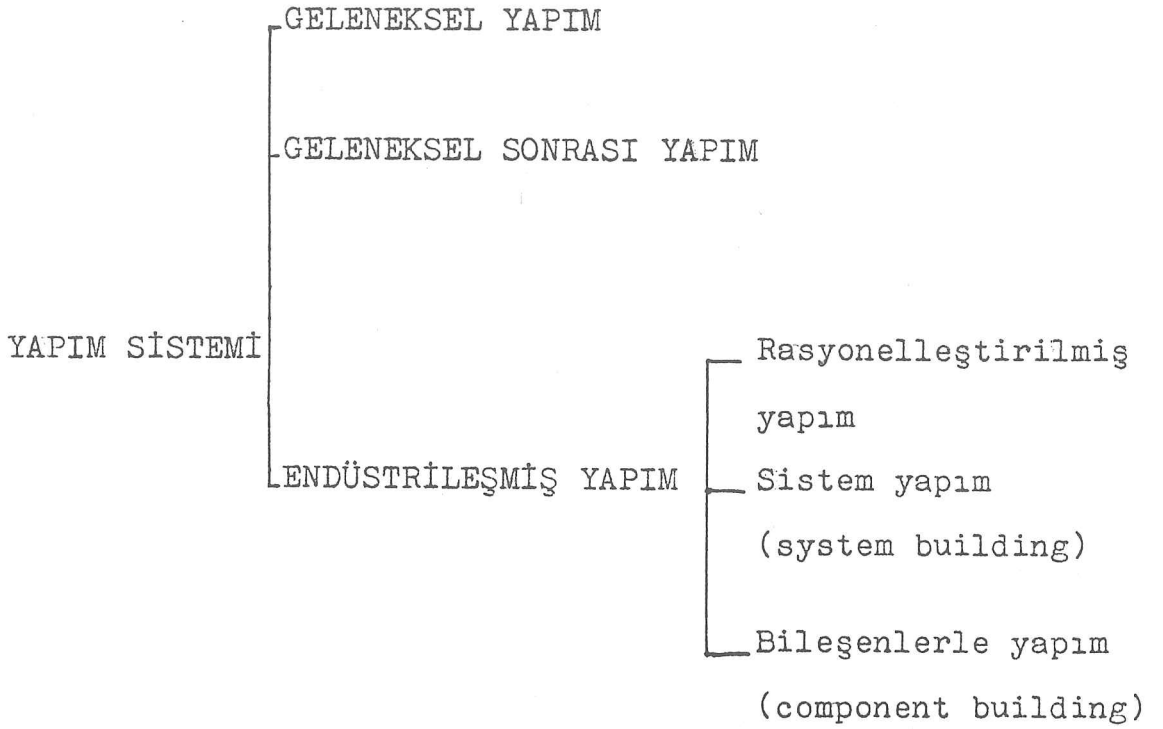 GELENEKSEL YAPIM
GELENEKSEL SONRASI YAPIM
YAPIM SİSTEMİ
ENDÜSTRİLEŞMİŞ YAPIM
Rasyonelleştirilmiş
yapım
Sistem yapım
(system building)
Bileşenlerle yapım
(component building)